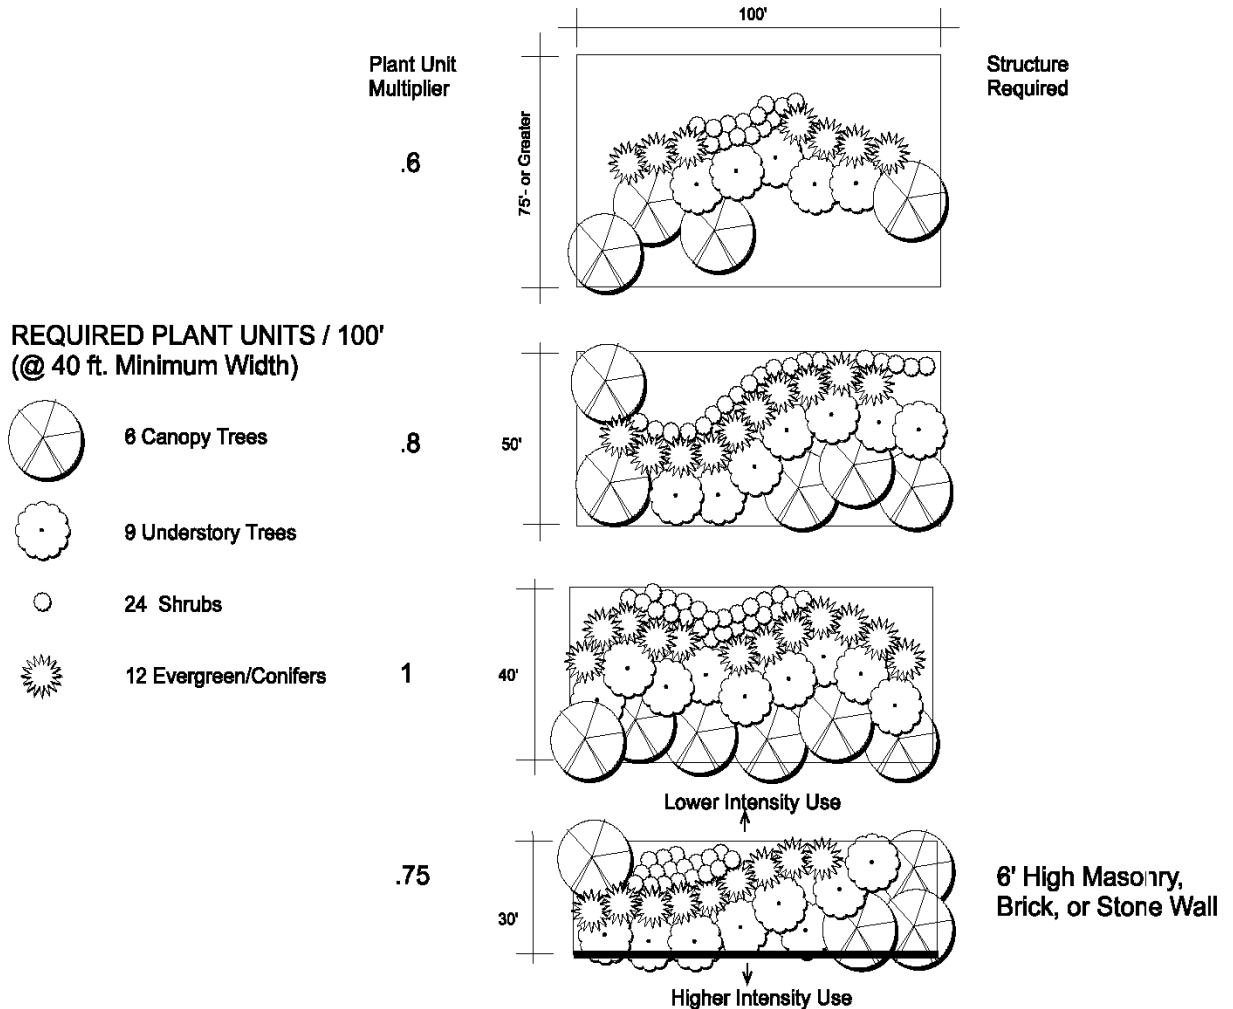 100'
Plant Unit
Multiplier
Structure
Required
75'- or Greater
.6
REQUIRED PLANT UNITS / 100'
(@ 40 ft. Minimum Width)
6 Canopy Trees
.8
50'
9 Understory Trees
24 Shrubs
12 Evergreen/Conifers
1
40'
Lower Intensity Use
.75
6' High Masonry,
Brick, or Stone Wall
30'
Higher Intensity Use